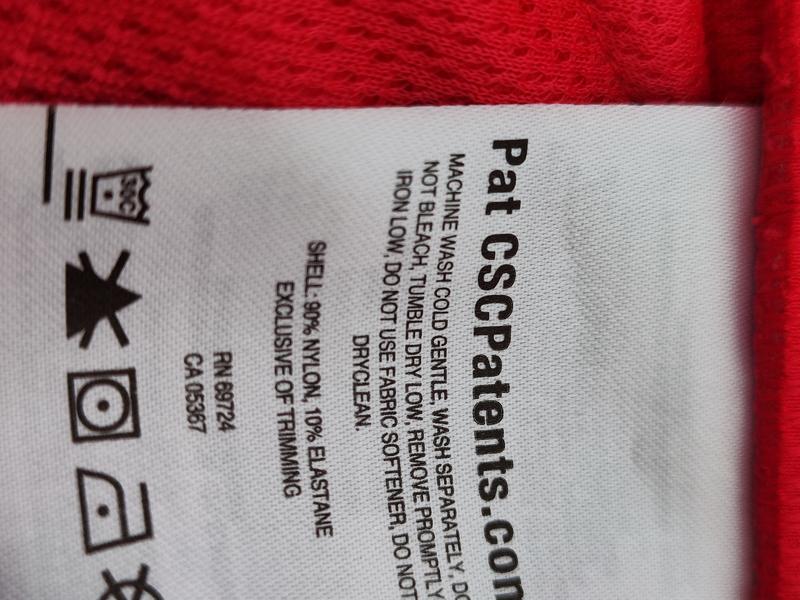 Pat CSCPatents.com
MACHINE WASH COLD GENTLE, WASH SEPARATELY, DO
NOT BLEACH, TUMBLE DRY LOW, REMOVE PROMPTLY
IRON LOW, DO NOT USE FABRIC SOFTENER, DO NOT
DRYCLEAN.
SHELL: 90% NYLON, 10% ELASTANE
EXCLUSIVE OF TRIMMING
RN 69724
CA 05367